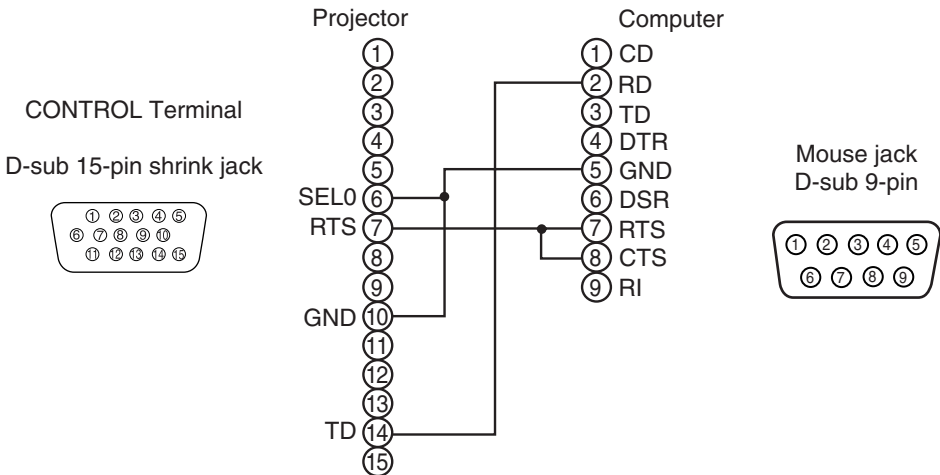 Projector
Computer
CONTROL Terminal
D-sub 15-pin shrink jack
① ② ③ ④ ⑤
⑥ ⑦ ⑧ ⑨ ⑩
⑪ ⑫ ⑬ ⑭ ⑮
①
②
③
④
⑤
SEL0 ⑥
RTS ⑦
⑧
⑨
GND ⑩
⑪
⑫
⑬
TD ⑭
⑮
① CD
② RD
③ TD
④ DTR
⑤ GND
⑥ DSR
⑦ RTS
⑧ CTS
⑨ RI
Mouse jack
D-sub 9-pin
① ② ③ ④ ⑤
⑥ ⑦ ⑧ ⑨